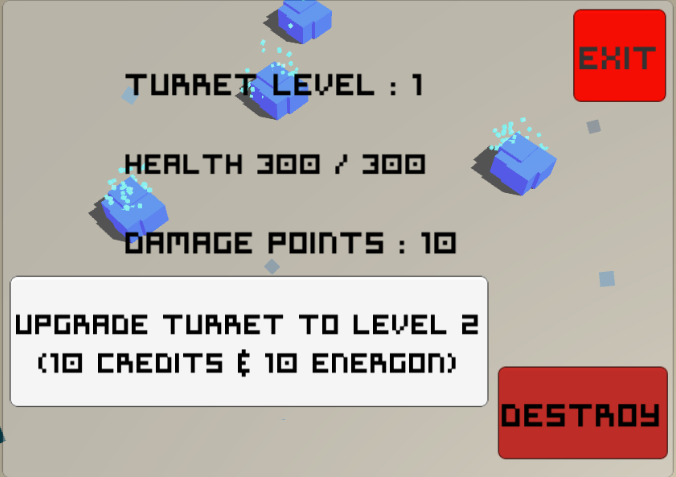 EXIT
TURRET LEVEL : 1
HEALTH 300 / 300
DAMAGE POINTS : 10
UPGRADE TURRET TO LEVEL 2
(10 CREDITS & 10 ENERGON)
DESTROY